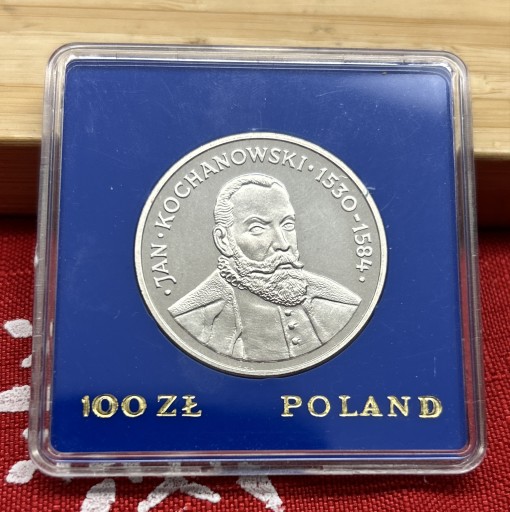 ·JAN·KOCHANOWSKI·1530-1584·
100 ZŁ POLAND